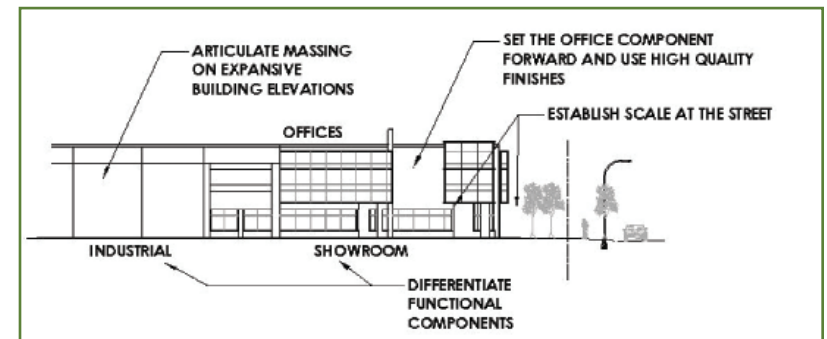 ARTICULATE MASSING
ON EXPANSIVE
BUILDING ELEVATIONS
SET THE OFFICE COMPONENT
FORWARD AND USE HIGH QUALITY
FINISHES
ESTABLISH SCALE AT THE STREET
OFFICES
INDUSTRIAL
SHOWROOM
DIFFERENTIATE
FUNCTIONAL
COMPONENTS